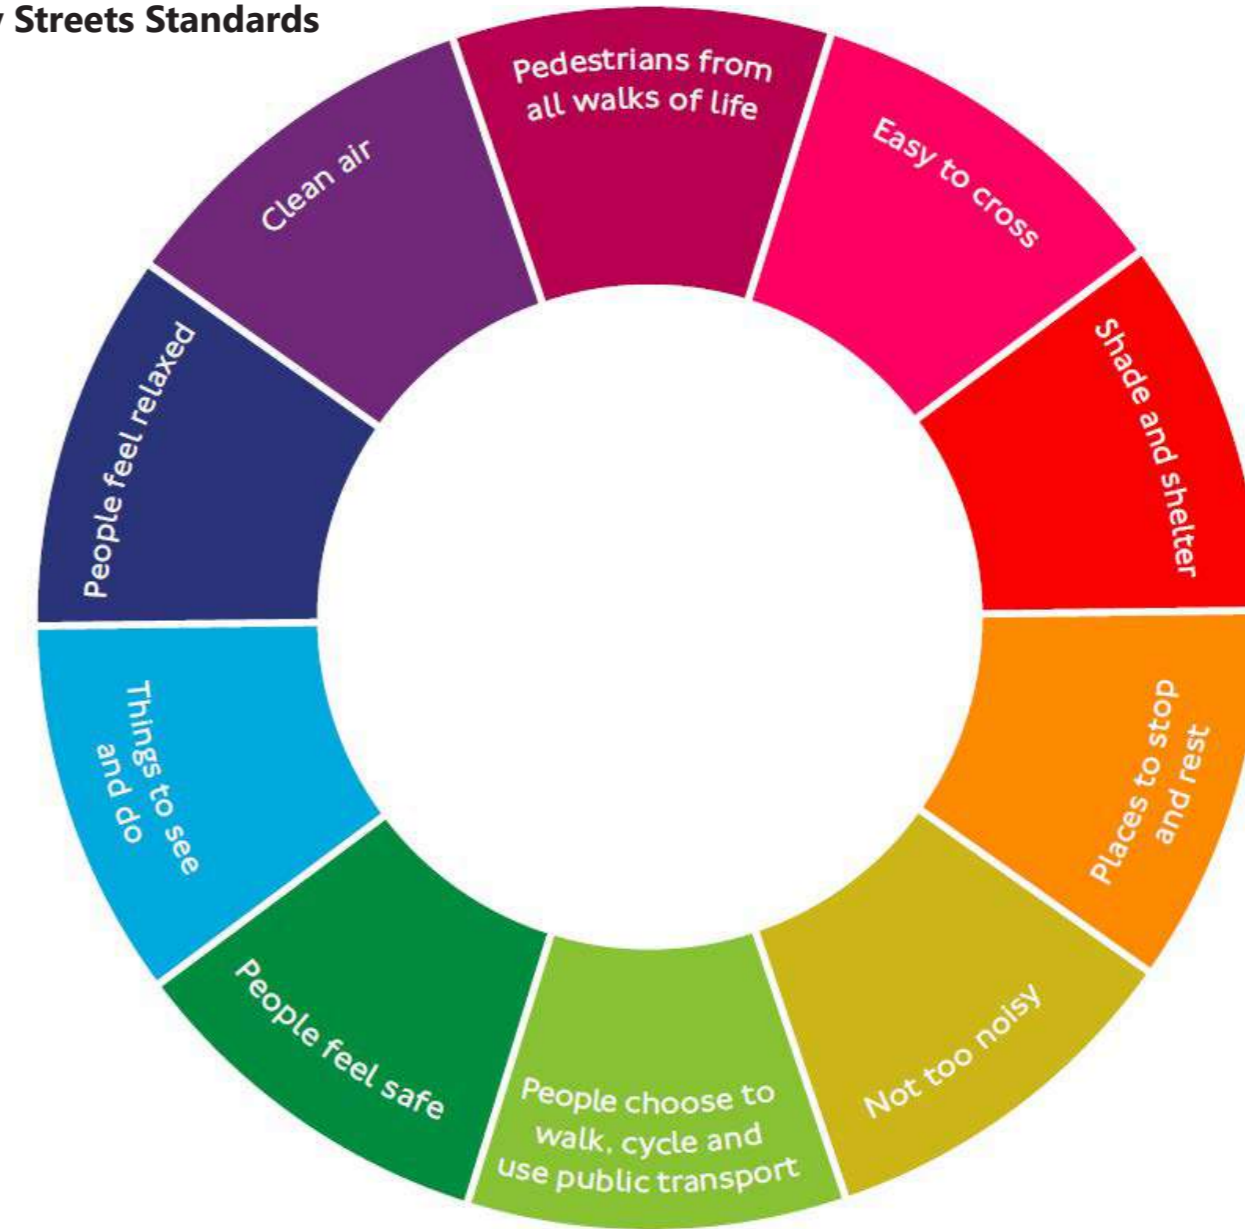 y Streets Standards
Pedestrians from
all walks of life
Easy to cross
Shade and shelter
Places to stop
and rest
Not too noisy
People choose to
walk, cycle and
use public transport
People feel safe
Things to see
and do
People feel relaxed
Clean air